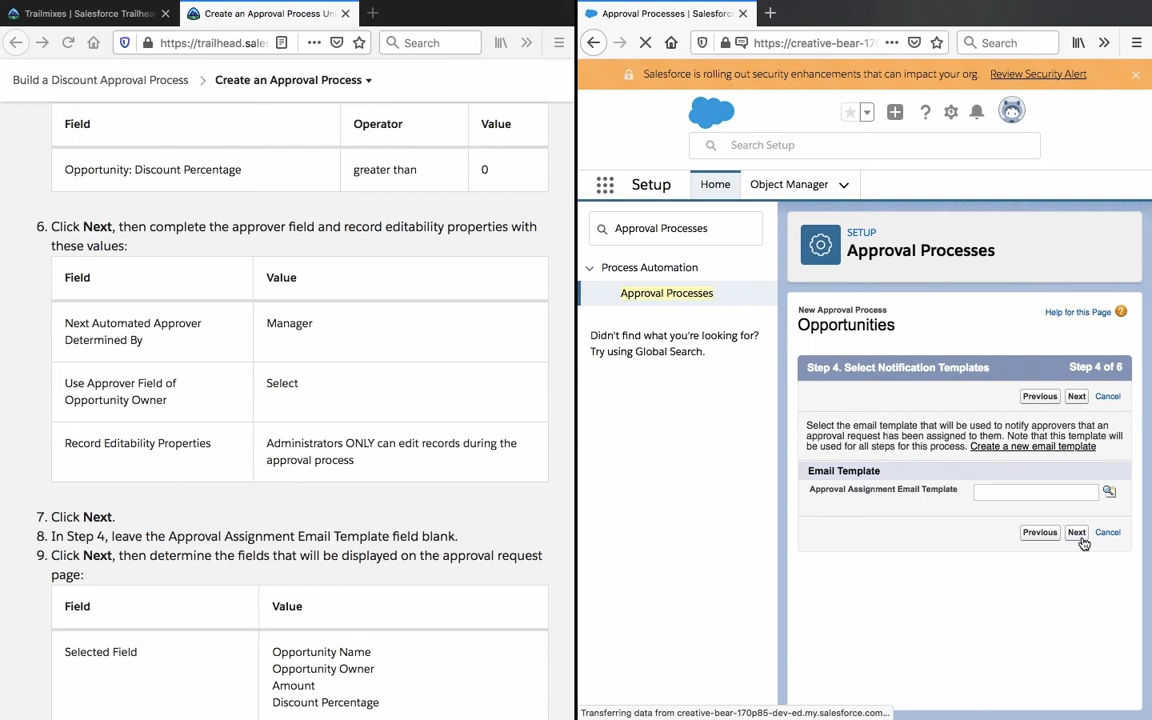 Trailmixes | Salesforce Trailhea
Create an Approval Process Un
https://trailhead.sale
Search
Build a Discount Approval Process
Create an Approval Process
Field Operator Value
Opportunity: Discount Percentage greater than 0
6. Click Next, then complete the approver field and record editability properties with
these values:
Field Value
Next Automated Approver
Determined By
Manager
Use Approver Field of
Opportunity Owner
Select
Record Editability Properties
Administrators ONLY can edit records during the
approval process
7. Click Next.
8. In Step 4, leave the Approval Assignment Email Template field blank.
9. Click Next, then determine the fields that will be displayed on the approval request
page:
Field Value
Selected Field
Opportunity Name
Opportunity Owner
Amount
Discount Percentage
Approval Processes | Salesforc
https://creative-bear-170
Search
Salesforce is rolling out security enhancements that can impact your org. Review Security Alert
Search Setup
Setup Home Object Manager
Approval Processes
Process Automation
Approval Processes
Didn't find what you're looking for?
Try using Global Search.
SETUP
Approval Processes
New Approval Process
Opportunities
Help for this Page
Step 4. Select Notification Templates Step 4 of 6
Previous Next Cancel
Select the email template that will be used to notify approvers that an
approval request has been assigned to them. Note that this template will
be used for all steps for this process. Create a new email template
Email Template
Approval Assignment Email Template
Previous Next Cancel
Transferring data from creative-bear-170p85-dev-ed.my.salesforce.com...